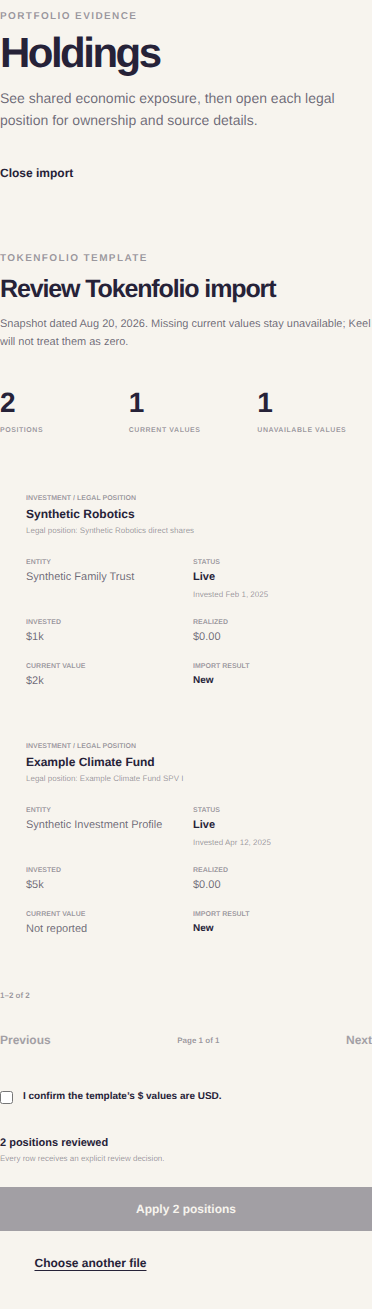 PORTFOLIO EVIDENCE
Holdings
See shared economic exposure, then open each legal
position for ownership and source details.
Close import
TOKENFOLIO TEMPLATE
Review Tokenfolio import
Snapshot dated Aug 20, 2026. Missing current values stay unavailable; Keel
will not treat them as zero.
2 1 1
POSITIONS CURRENT VALUES UNAVAILABLE VALUES
INVESTMENT / LEGAL POSITION
Synthetic Robotics
Legal position: Synthetic Robotics direct shares
ENTITY STATUS
Synthetic Family Trust Live
Invested Feb 1, 2025
INVESTED REALIZED
$1k $0.00
CURRENT VALUE IMPORT RESULT
$2k New
INVESTMENT / LEGAL POSITION
Example Climate Fund
Legal position: Example Climate Fund SPV I
ENTITY STATUS
Synthetic Investment Profile Live
Invested Apr 12, 2025
INVESTED REALIZED
$5k $0.00
CURRENT VALUE IMPORT RESULT
Not reported New
1–2 of 2
Previous Page 1 of 1 Next
I confirm the template's $ values are USD.
2 positions reviewed
Every row receives an explicit review decision.
Apply 2 positions
Choose another file